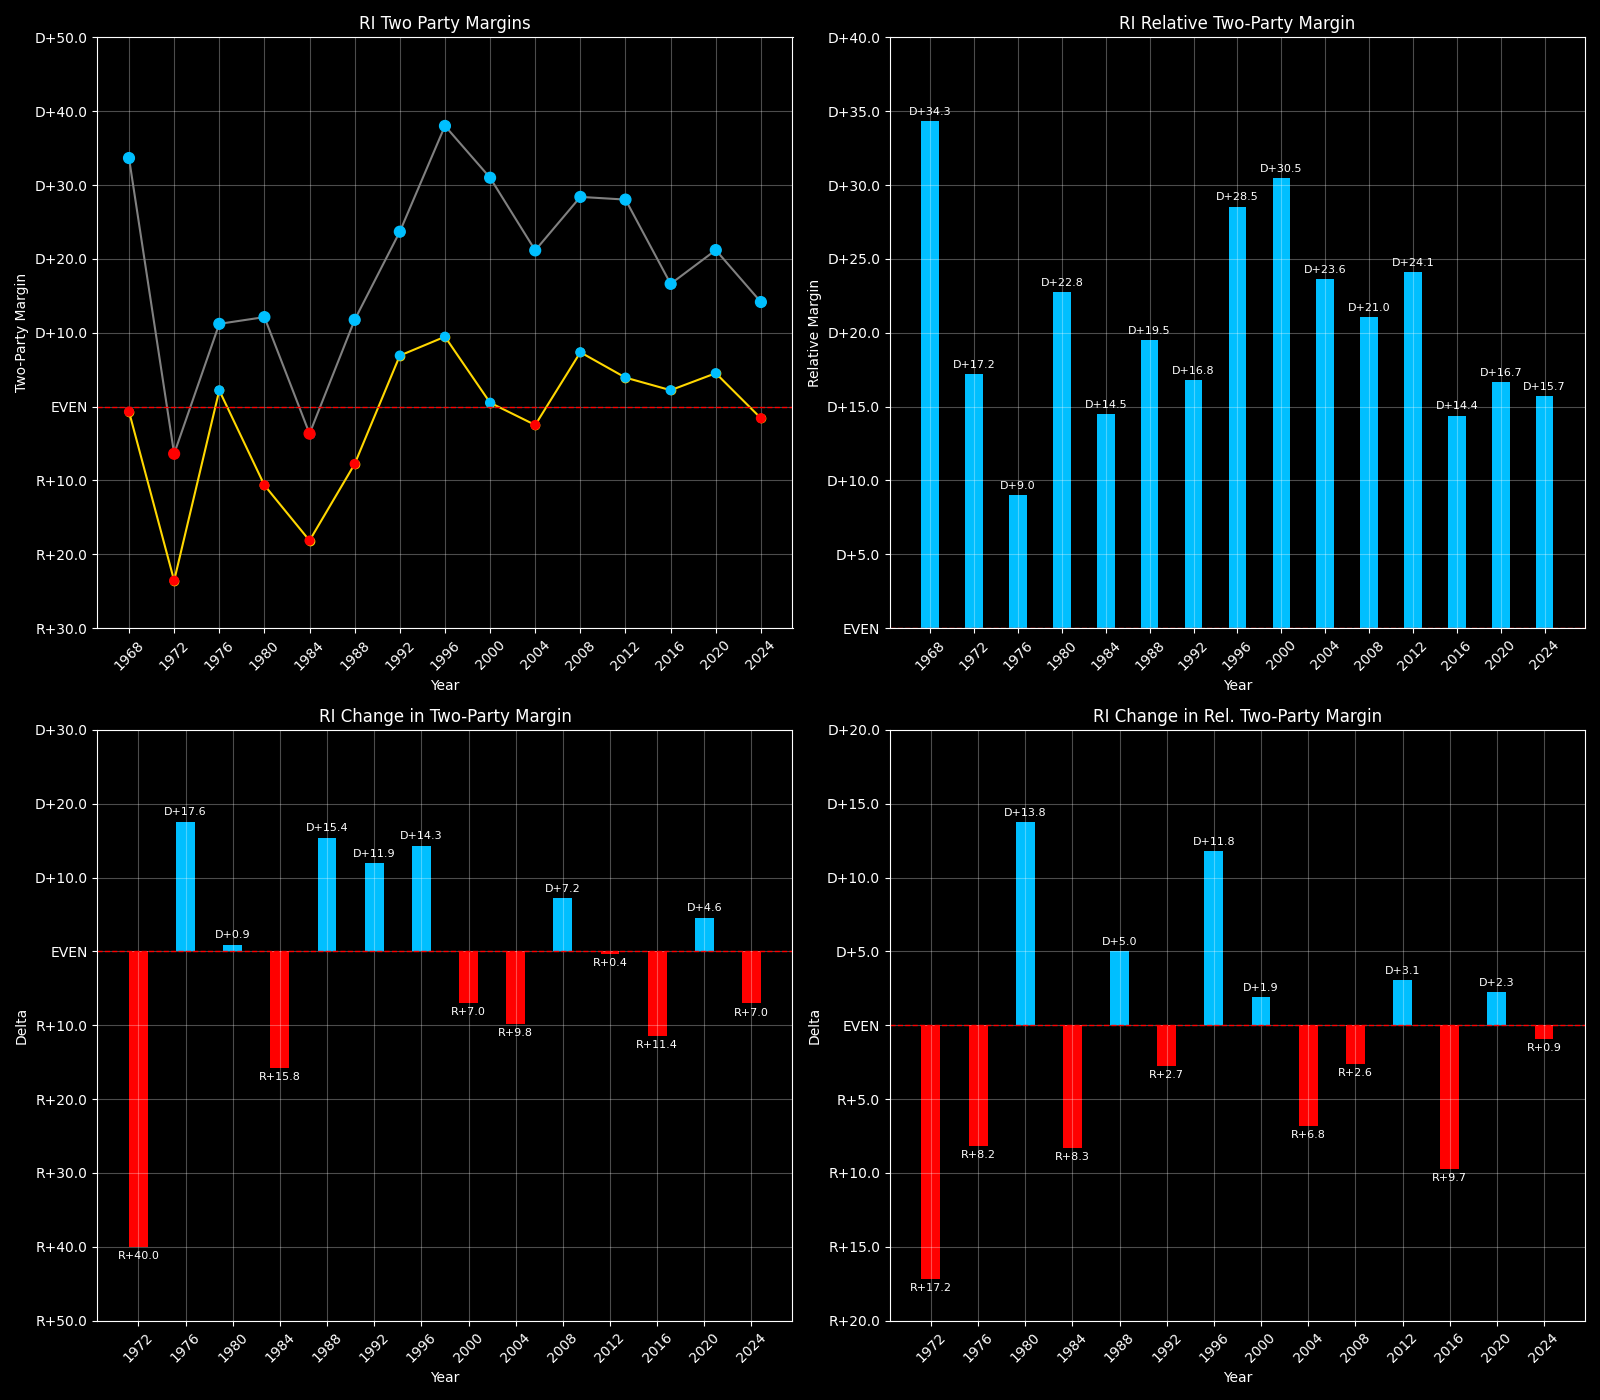 RI Two Party Margins
D+50.0
D+40.0
D+30.0
D+20.0
D+10.0
EVEN
R+10.0
R+20.0
R+30.0
Two-Party Margin
1968 1972 1976 1980 1984 1988 1992 1996 2000 2004 2008 2012 2016 2020 2024
Year
RI Relative Two-Party Margin
D+40.0
D+35.0
D+30.0
D+25.0
D+20.0
D+15.0
D+10.0
D+5.0
EVEN
Relative Margin
D+34.3 D+17.2 D+9.0 D+22.8 D+14.5 D+19.5 D+16.8 D+28.5 D+30.5 D+23.6 D+21.0 D+24.1 D+14.4 D+16.7 D+15.7
1968 1972 1976 1980 1984 1988 1992 1996 2000 2004 2008 2012 2016 2020 2024
Year
RI Change in Two-Party Margin
D+30.0
D+20.0
D+10.0
EVEN
R+10.0
R+20.0
R+30.0
R+40.0
R+50.0
Delta
R+40.0 D+17.6 D+0.9 R+15.8 D+15.4 D+11.9 D+14.3 R+7.0 R+9.8 D+7.2 R+0.4 R+11.4 D+4.6 R+7.0
1972 1976 1980 1984 1988 1992 1996 2000 2004 2008 2012 2016 2020 2024
Year
RI Change in Rel. Two-Party Margin
D+20.0
D+15.0
D+10.0
D+5.0
EVEN
R+5.0
R+10.0
R+15.0
R+20.0
Delta
R+17.2 R+8.2 D+13.8 R+8.3 D+5.0 R+2.7 D+11.8 D+1.9 R+6.8 R+2.6 D+3.1 R+9.7 D+2.3 R+0.9
1972 1976 1980 1984 1988 1992 1996 2000 2004 2008 2012 2016 2020 2024
Year